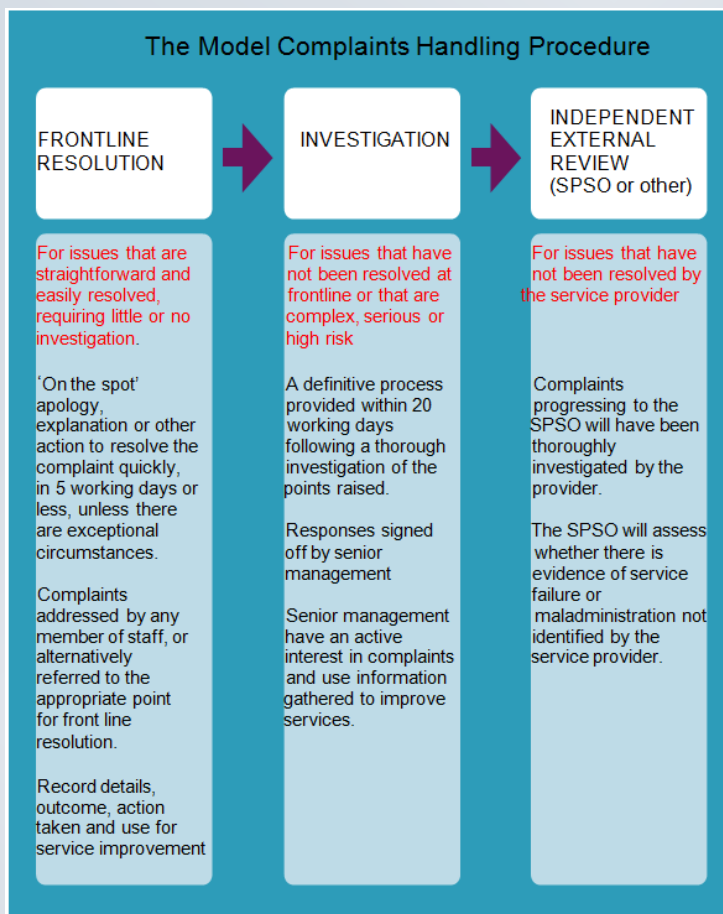 The Model Complaints Handling Procedure
FRONTLINE
RESOLUTION
INVESTIGATION
INDEPENDENT
EXTERNAL
REVIEW
(SPSO or other)
For issues that are
straightforward and
easily resolved,
requiring little or no
investigation.
‘On the spot’
apology,
explanation or other
action to resolve the
complaint quickly,
in 5 working days or
less, unless there
are exceptional
circumstances.
Complaints
addressed by any
member of staff, or
alternatively
referred to the
appropriate point
for front line
resolution.
Record details,
outcome, action
taken and use for
service improvement
For issues that have
not been resolved at
frontline or that are
complex, serious or
high risk
A definitive process
provided within 20
working days
following a thorough
investigation of the
points raised.
Responses signed
off by senior
management
Senior management
have an active
interest in complaints
and use information
gathered to improve
services.
For issues that have
not been resolved by
the service provider
Complaints
progressing to the
SPSO will have been
thoroughly
investigated by the
provider.
The SPSO will assess
whether there is
evidence of service
failure or
maladministration not
identified by the
service provider.